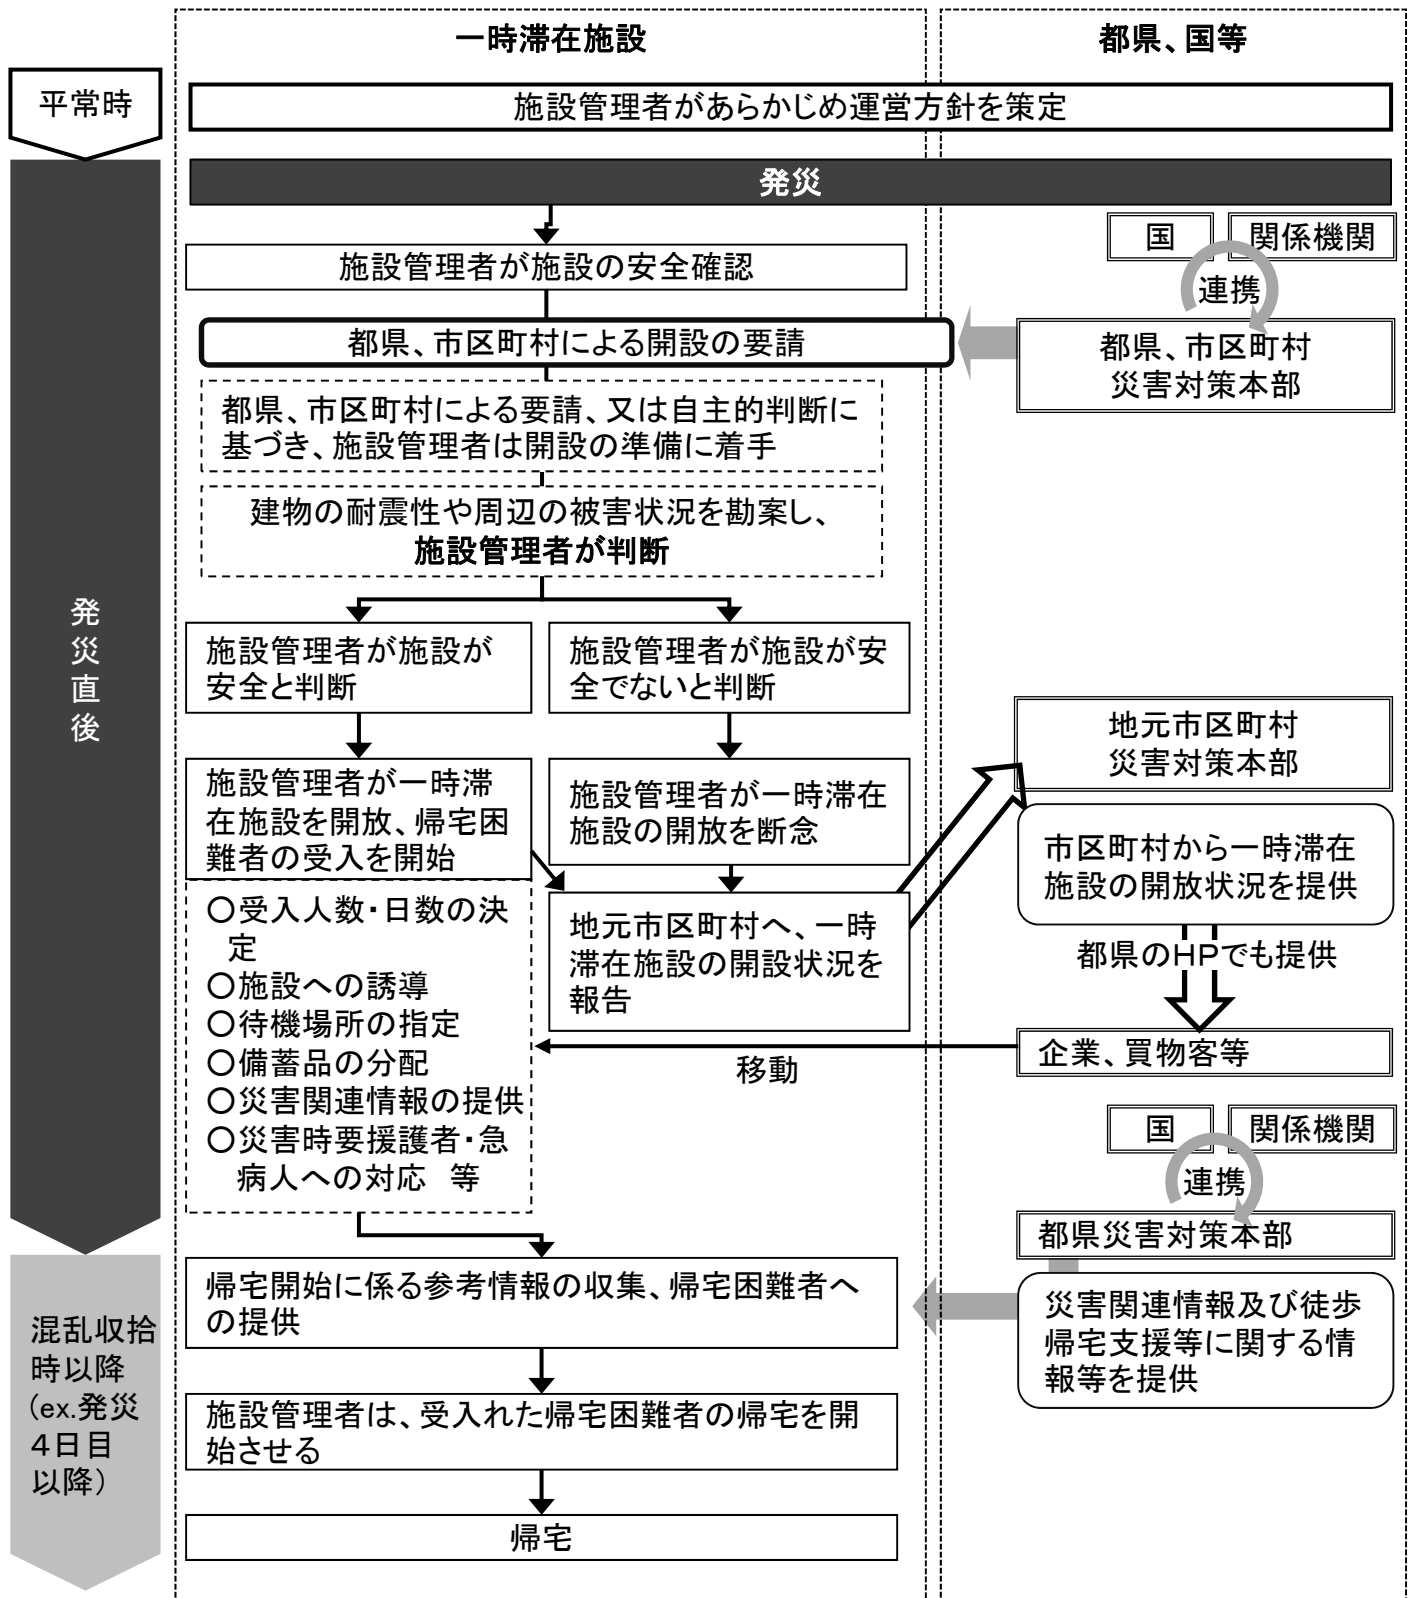 一時滞在施設
都県、国等
平常時
施設管理者があらかじめ運営方針を策定
発災
発災直後
施設管理者が施設の安全確認
国
関係機関
連携
都県、市区町村による開設の要請
都県、市区町村
災害対策本部
都県、市区町村による要請、又は自主的判断に
基づき、施設管理者は開設の準備に着手
建物の耐震性や周辺の被害状況を勘案し、
施設管理者が判断
施設管理者が施設が
安全と判断
施設管理者が施設が安
全でないと判断
施設管理者が一時滞
在施設を開放、帰宅困
難者の受入を開始
施設管理者が一時滞在
施設の開放を断念
地元市区町村
災害対策本部
市区町村から一時滞在
施設の開放状況を提供
○受入人数・日数の決
定
○施設への誘導
○待機場所の指定
○備蓄品の分配
○災害関連情報の提供
○災害時要援護者・急
病人への対応 等
地元市区町村へ、一時
滞在施設の開設状況を
報告
都県のHPでも提供
企業、買物客等
移動
国
関係機関
連携
都県災害対策本部
混乱収拾
時以降
(ex.発災
4日目
以降)
帰宅開始に係る参考情報の収集、帰宅困難者へ
の提供
災害関連情報及び徒歩
帰宅支援等に関する情
報等を提供
施設管理者は、受入れた帰宅困難者の帰宅を開
始させる
帰宅